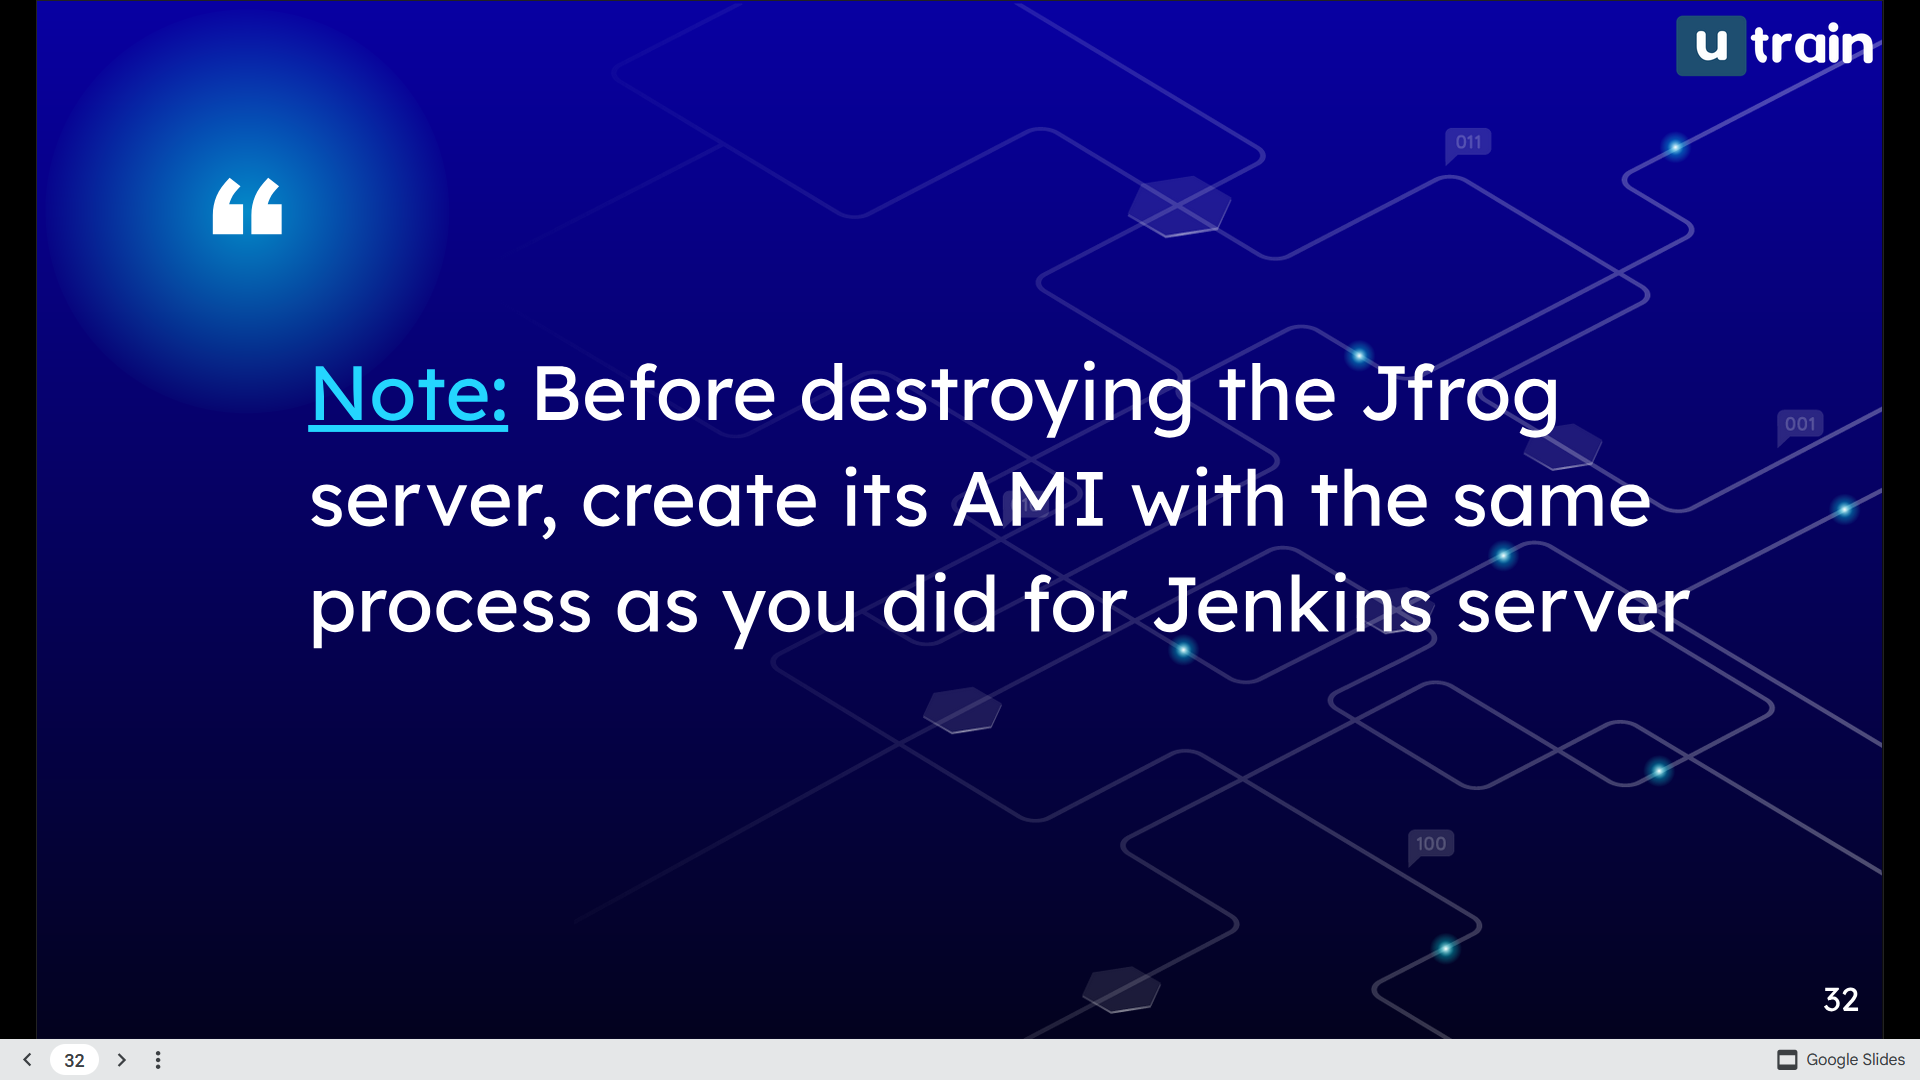 u train
011
“
Note: Before destroying the Jfrog
001
server, create its AMI with the same
process as you did for Jenkins server
100
32
32
Google Slides